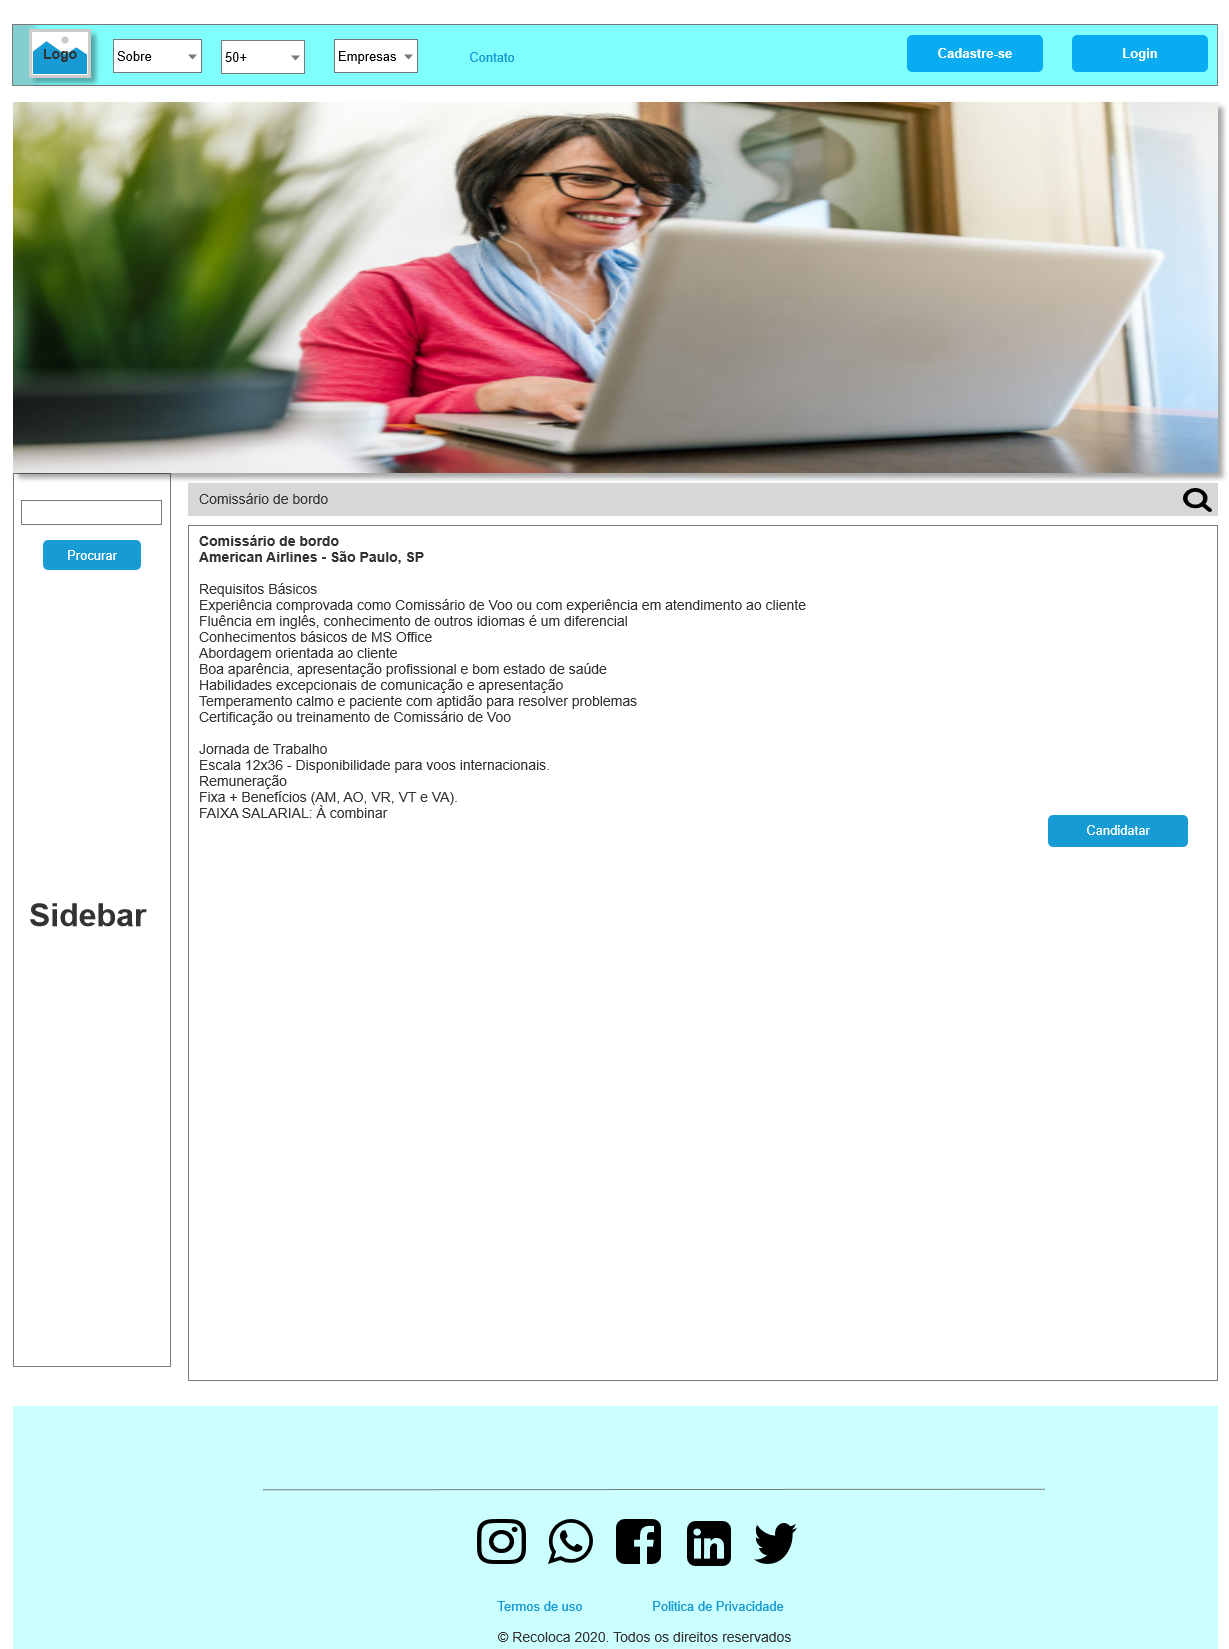 Logo
Sobre
50+
Empresas
Contato
Cadastre-se
Login
Comissário de bordo
Procurar
Comissário de bordo
American Airlines - São Paulo, SP
Requisitos Básicos
Experiência comprovada como Comissário de Voo ou com experiência em atendimento ao cliente
Fluência em inglês, conhecimento de outros idiomas é um diferencial
Conhecimentos básicos de MS Office
Abordagem orientada ao cliente
Boa aparência, apresentação profissional e bom estado de saúde
Habilidades excepcionais de comunicação e apresentação
Temperamento calmo e paciente com aptidão para resolver problemas
Certificação ou treinamento de Comissário de Voo
Jornada de Trabalho
Escala 12x36 - Disponibilidade para voos internacionais.
Remuneração
Fixa + Benefícios (AM, AO, VR, VT e VA).
FAIXA SALARIAL: À combinar
Candidatar
Sidebar
Termos de uso
Politica de Privacidade
© Recoloca 2020. Todos os direitos reservados